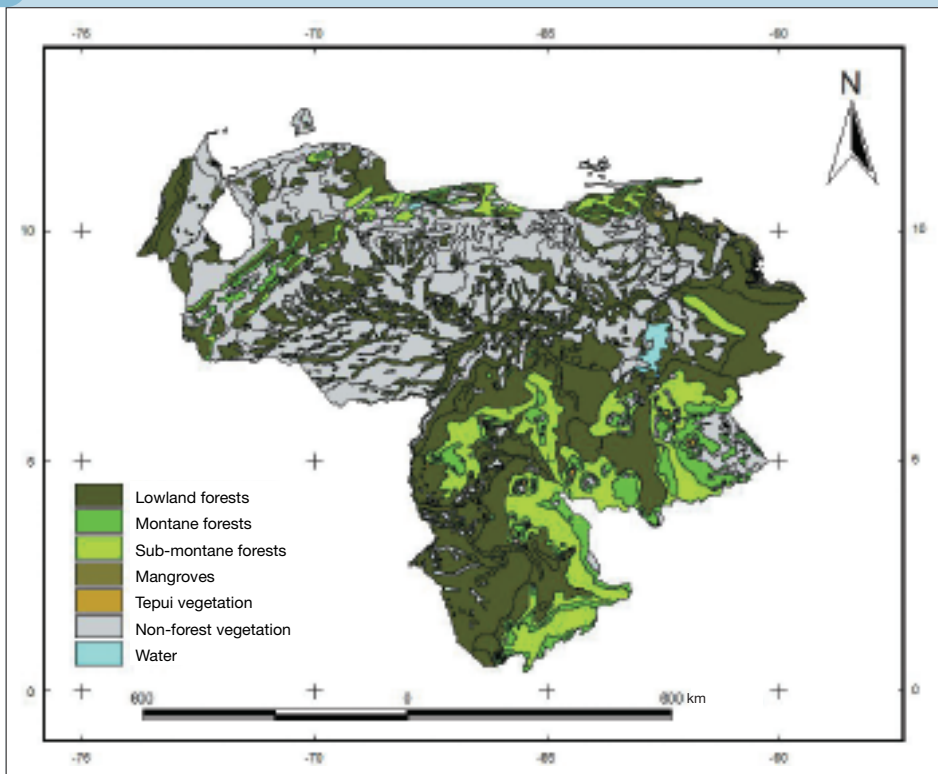 -75 -70 -65 -60
N
10 10
5 5
Lowland forests
Montane forests
Sub-montane forests
Mangroves
Tepui vegetation
Non-forest vegetation
Water
0 0
600 0 600 km
-75 -70 -65 -60